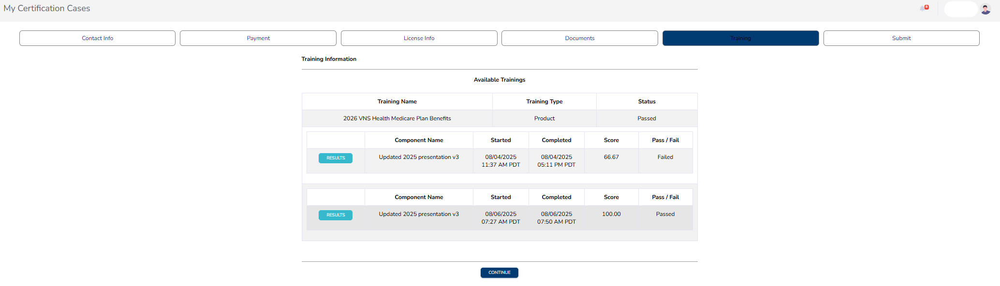 My Certification Cases
0
Contact Info
Payment
License Info
Documents
Training
Submit
Training Information
Available Trainings
Training Name Training Type Status
2026 VNS Health Medicare Plan Benefits Product Passed
Component Name Started Completed Score Pass / Fail
RESULTS Updated 2025 presentation v3 08/04/2025 08/04/2025 66.67 Failed
11:37 AM PDT 05:11 PM PDT
Component Name Started Completed Score Pass / Fail
RESULTS Updated 2025 presentation v3 08/06/2025 08/06/2025 100.00 Passed
07:27 AM PDT 07:50 AM PDT
CONTINUE